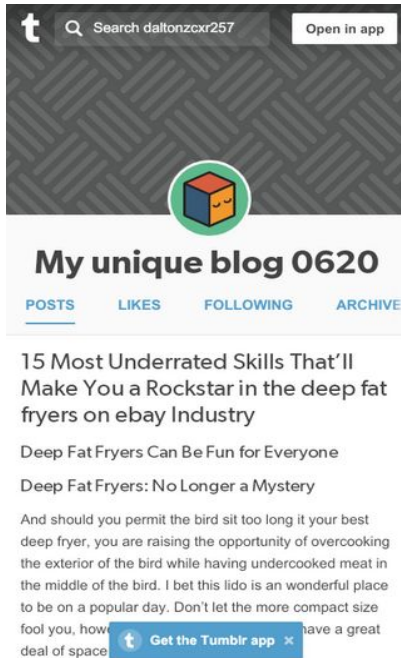 t Search daltonzcxr257 Open in app
My unique blog 0620
POSTS LIKES FOLLOWING ARCHIVE
15 Most Underrated Skills That'll
Make You a Rockstar in the deep fat
fryers on ebay Industry
Deep Fat Fryers Can Be Fun for Everyone
Deep Fat Fryers: No Longer a Mystery
And should you permit the bird sit too long it your best
deep fryer, you are raising the opportunity of overcooking
the exterior of the bird while having undercooked meat in
the middle of the bird. I bet this lido is an wonderful place
to be on a popular day. Don't let the more compact size
fool you, have a great
deal of space
t Get the Tumblr app ×